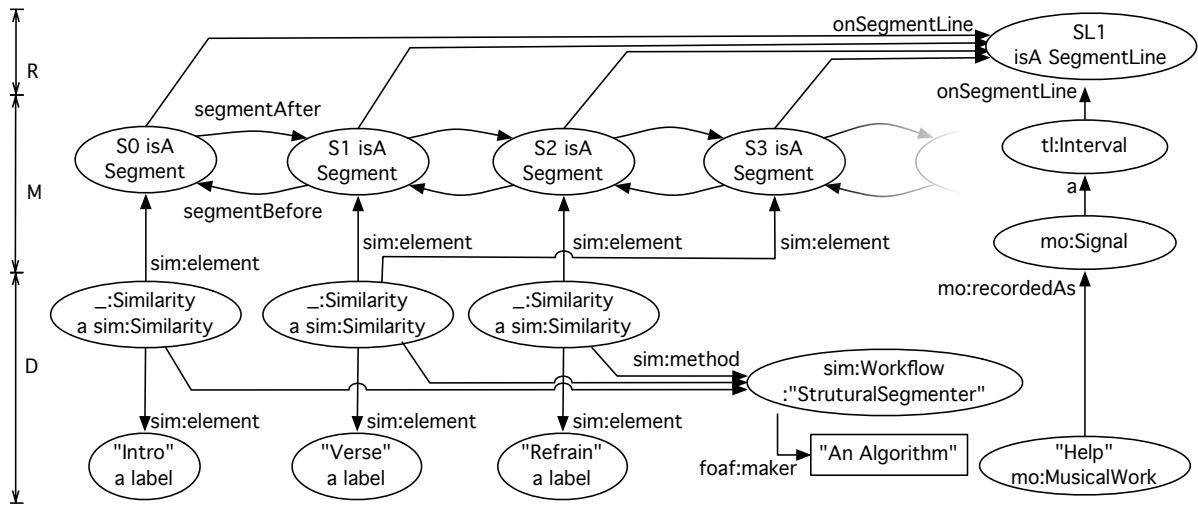 onSegmentLine
SL1
isA SegmentLine
R
onSegmentLine
segmentAfter
S0 isA
Segment
S1 isA
Segment
S2 isA
Segment
S3 isA
Segment
tl:Interval
M
segmentBefore
a
sim:element
sim:element
sim:element
mo:Signal
sim:element
mo:recordedAs
_:Similarity
a sim:Similarity
_:Similarity
a sim:Similarity
_:Similarity
a sim:Similarity
D
sim:method
sim:Workflow
:"StruturalSegmenter"
sim:element
sim:element
sim:element
"Intro"
a label
"Verse"
a label
"Refrain"
a label
foaf:maker
"An Algorithm"
"Help"
mo:MusicalWork